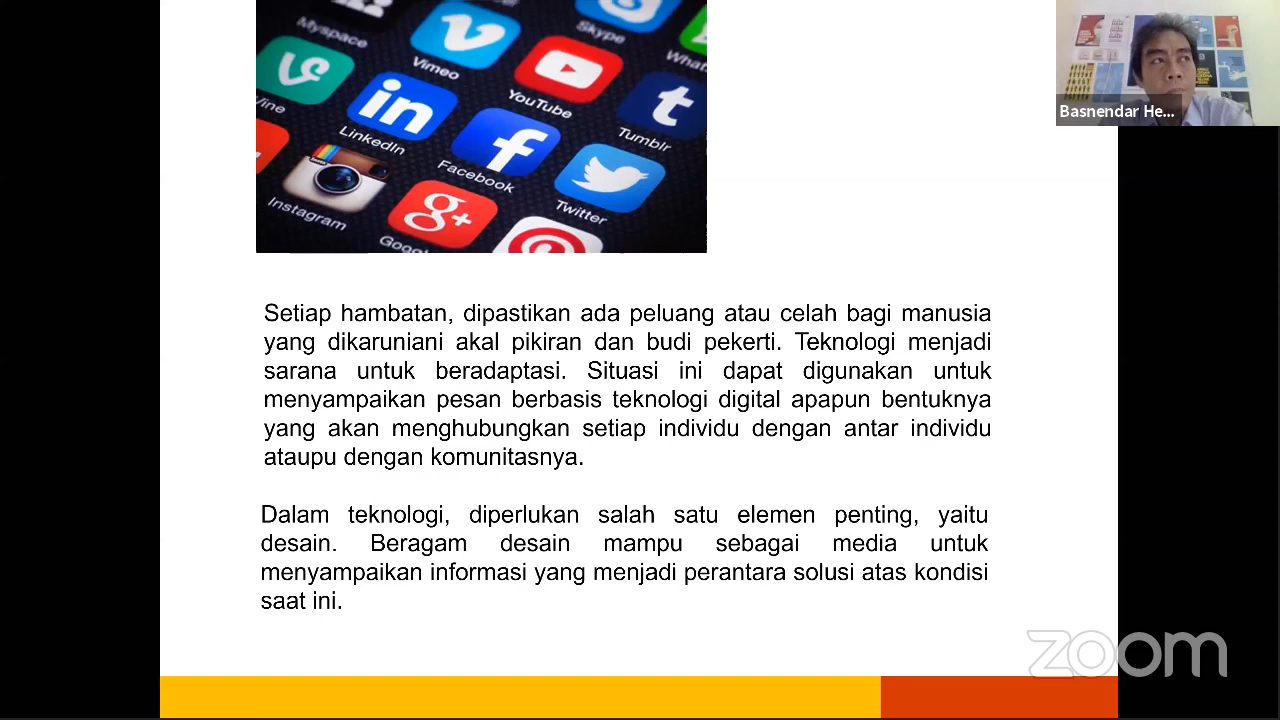 Myspace
Vimeo
Skype
What
Vine
in
LinkedIn
YouTube
t
Tumblr
f
Facebook
Instagram
g+
Goog
Twitter
Basnendar He...
Setiap hambatan, dipastikan ada peluang atau celah bagi manusia
yang dikaruniani akal pikiran dan budi pekerti. Teknologi menjadi
sarana untuk beradaptasi. Situasi ini dapat digunakan untuk
menyampaikan pesan berbasis teknologi digital apapun bentuknya
yang akan menghubungkan setiap individu dengan antar individu
ataupu dengan komunitasnya.
Dalam teknologi, diperlukan salah satu elemen penting, yaitu
desain. Beragam desain mampu sebagai media untuk
menyampaikan informasi yang menjadi perantara solusi atas kondisi
saat ini.
zoom